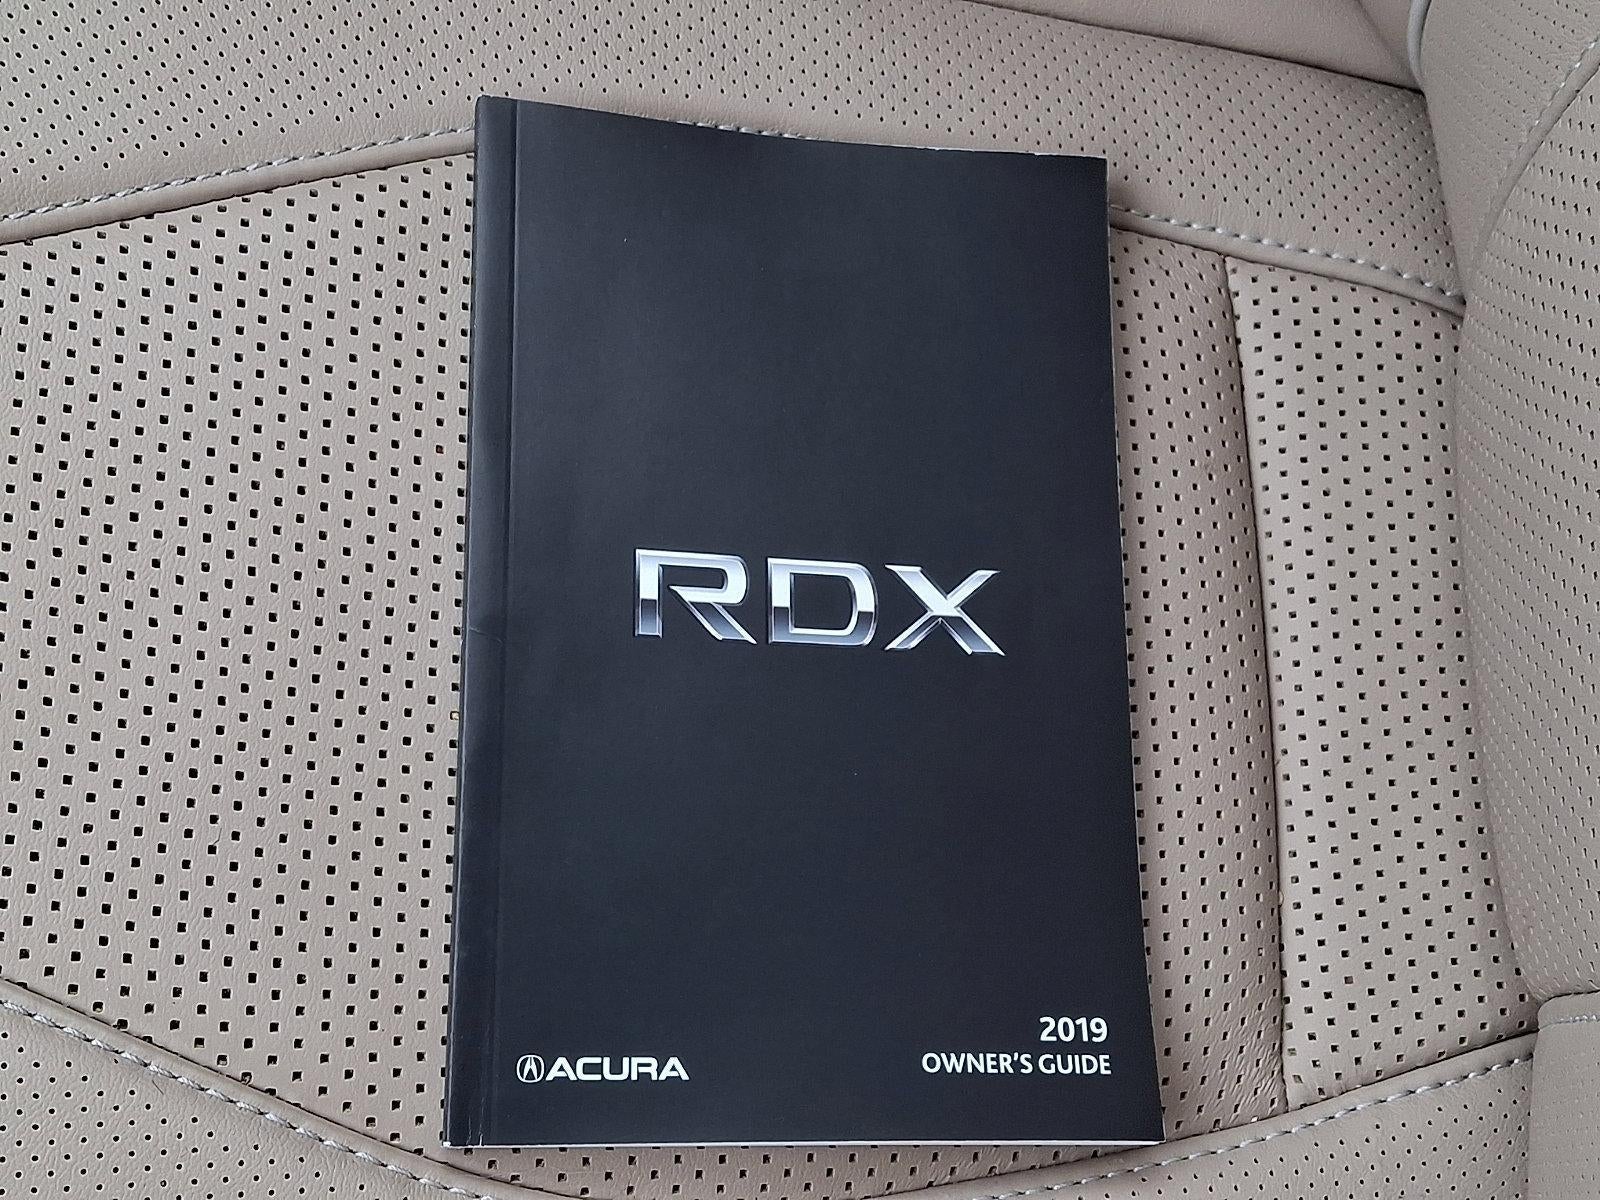 RDX
2019
OWNER'S GUIDE
ACURA